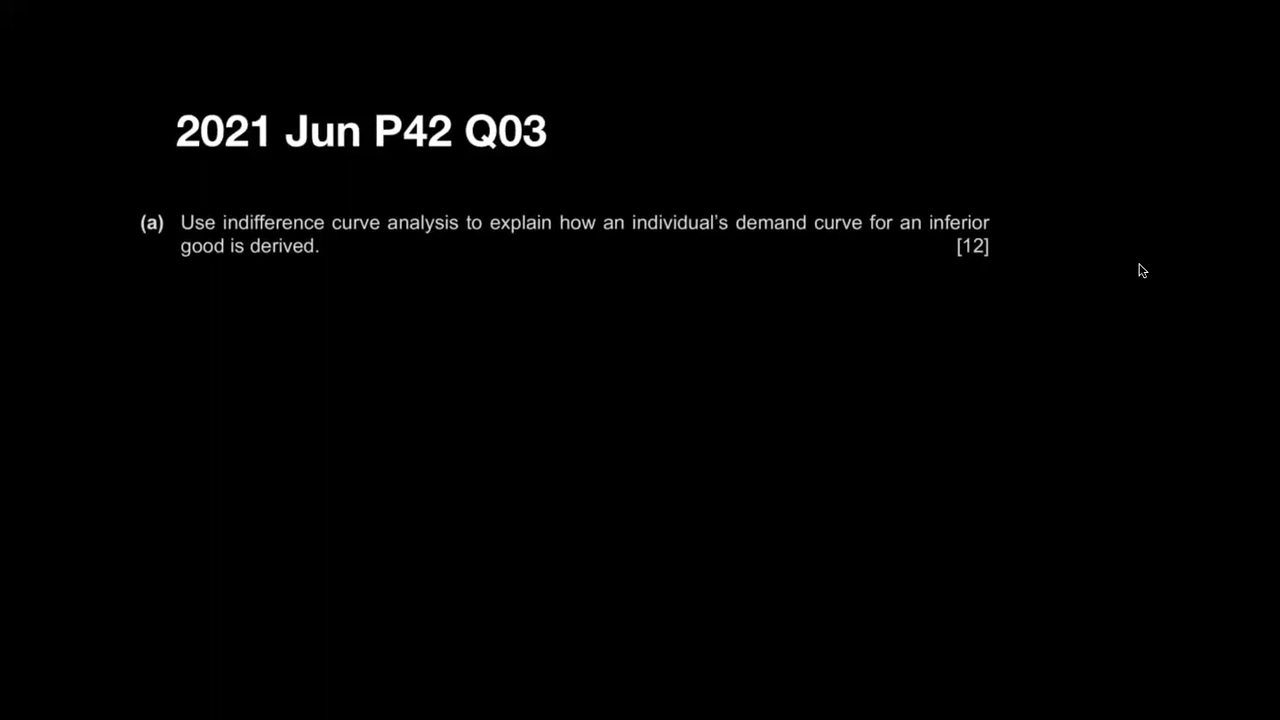 2021 Jun P42 Q03
(a) Use indifference curve analysis to explain how an individual's demand curve for an inferior
good is derived. [12]